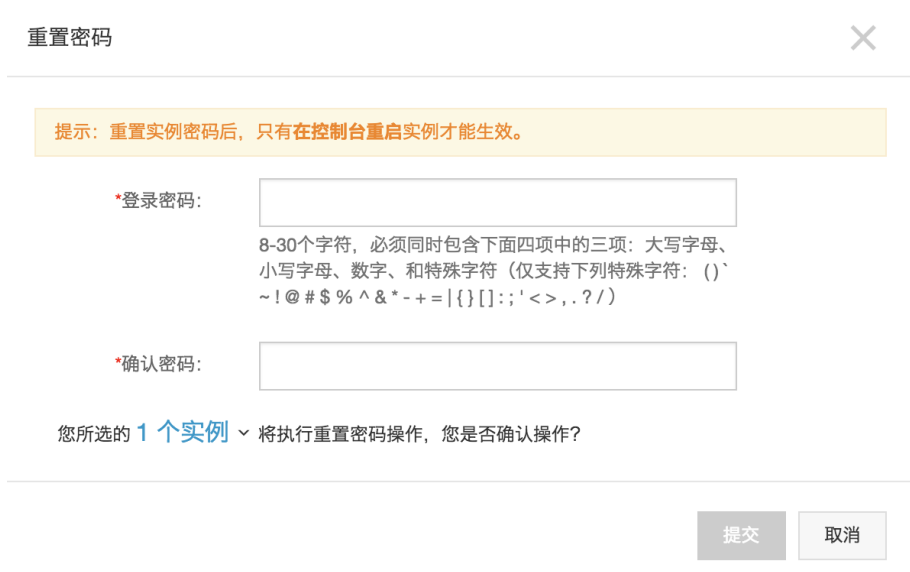 重置密码
提示：重置实例密码后，只有在控制台重启实例才能生效。
*登录密码：
8-30个字符，必须同时包含下面四项中的三项：大写字母、
小写字母、数字、和特殊字符（仅支持下列特殊字符： ( ) `
~ ! @ # $ % ^ & * - + = | { } [ ] : ; ' < > , . ? / ）
*确认密码：
您所选的 1 个实例 将执行重置密码操作，您是否确认操作？
提交 取消